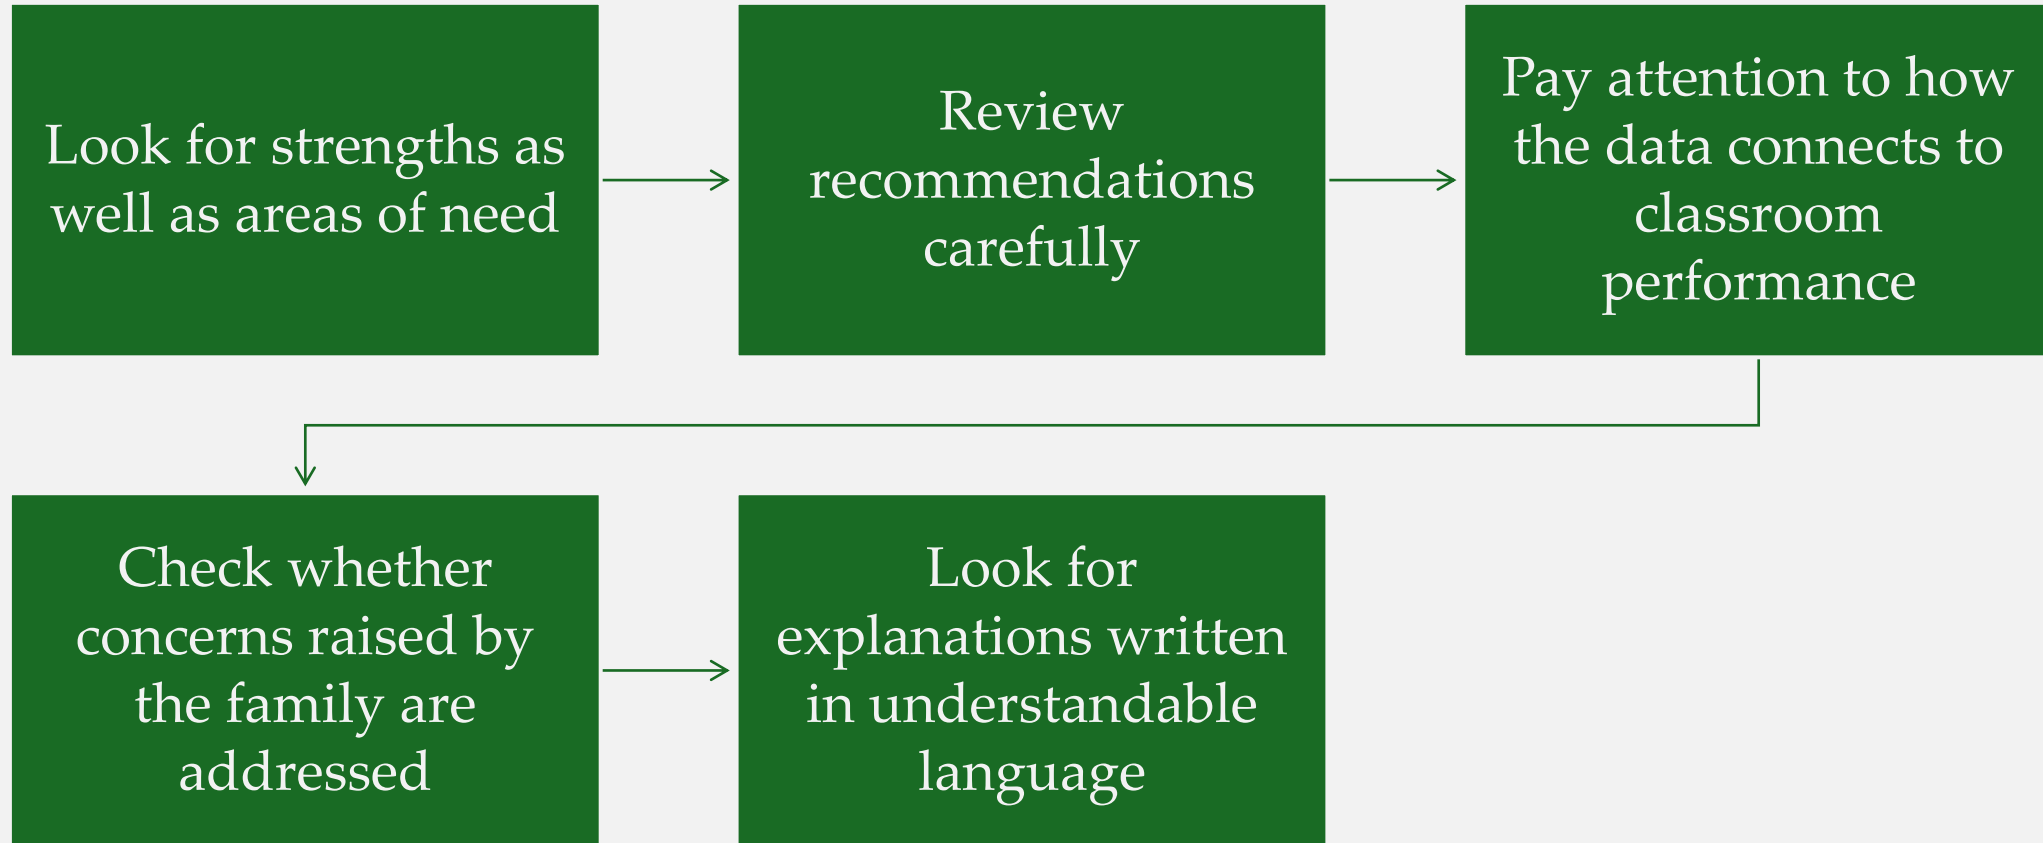 Look for strengths as
well as areas of need
Review
recommendations
carefully
Pay attention to how
the data connects to
classroom
performance
Check whether
concerns raised by
the family are
addressed
Look for
explanations written
in understandable
language